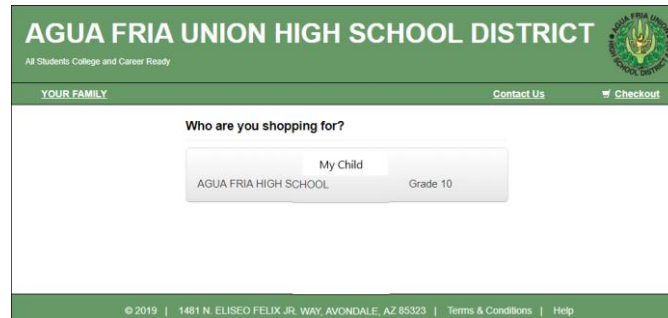 AGUA FRIA UNION HIGH SCHOOL DISTRICT
All Students College and Career Ready
YOUR FAMILY Contact Us Checkout
Who are you shopping for?
My Child
AGUA FRIA HIGH SCHOOL Grade 10
© 2019 | 1481 N. ELISEO FELIX JR. WAY, AVONDALE, AZ 85323 | Terms & Conditions | Help